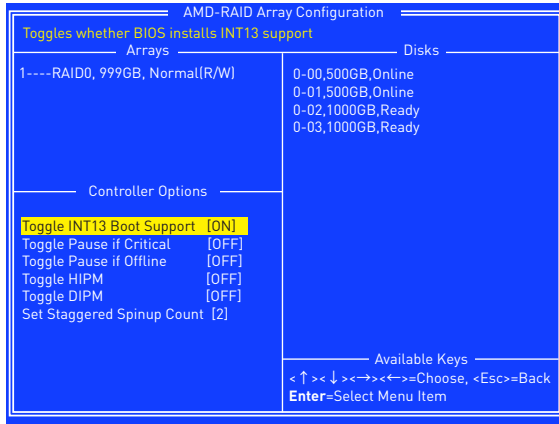 AMD-RAID Array Configuration
Toggles whether BIOS installs INT13 support
Arrays
1----RAID0, 999GB, Normal(R/W)
Disks
0-00,500GB,Online
0-01,500GB,Online
0-02,1000GB,Ready
0-03,1000GB,Ready
Controller Options
Toggle INT13 Boot Support [ON]
Toggle Pause if Critical [OFF]
Toggle Pause if Offline [OFF]
Toggle HIPM [OFF]
Toggle DIPM [OFF]
Set Staggered Spinup Count [2]
Available Keys
<↑><↓><→><←>=Choose, <Esc>=Back
Enter=Select Menu Item